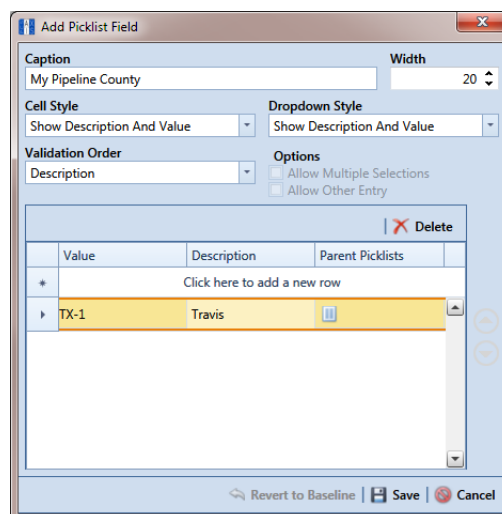 Add Picklist Field
Caption
Width
My Pipeline County
20
Cell Style
Dropdown Style
Show Description And Value
Show Description And Value
Validation Order
Options
Description
Allow Multiple Selections
Allow Other Entry
Delete
Value
Description
Parent Picklists
Click here to add a new row
TX-1
Travis
Revert to Baseline
Save
Cancel